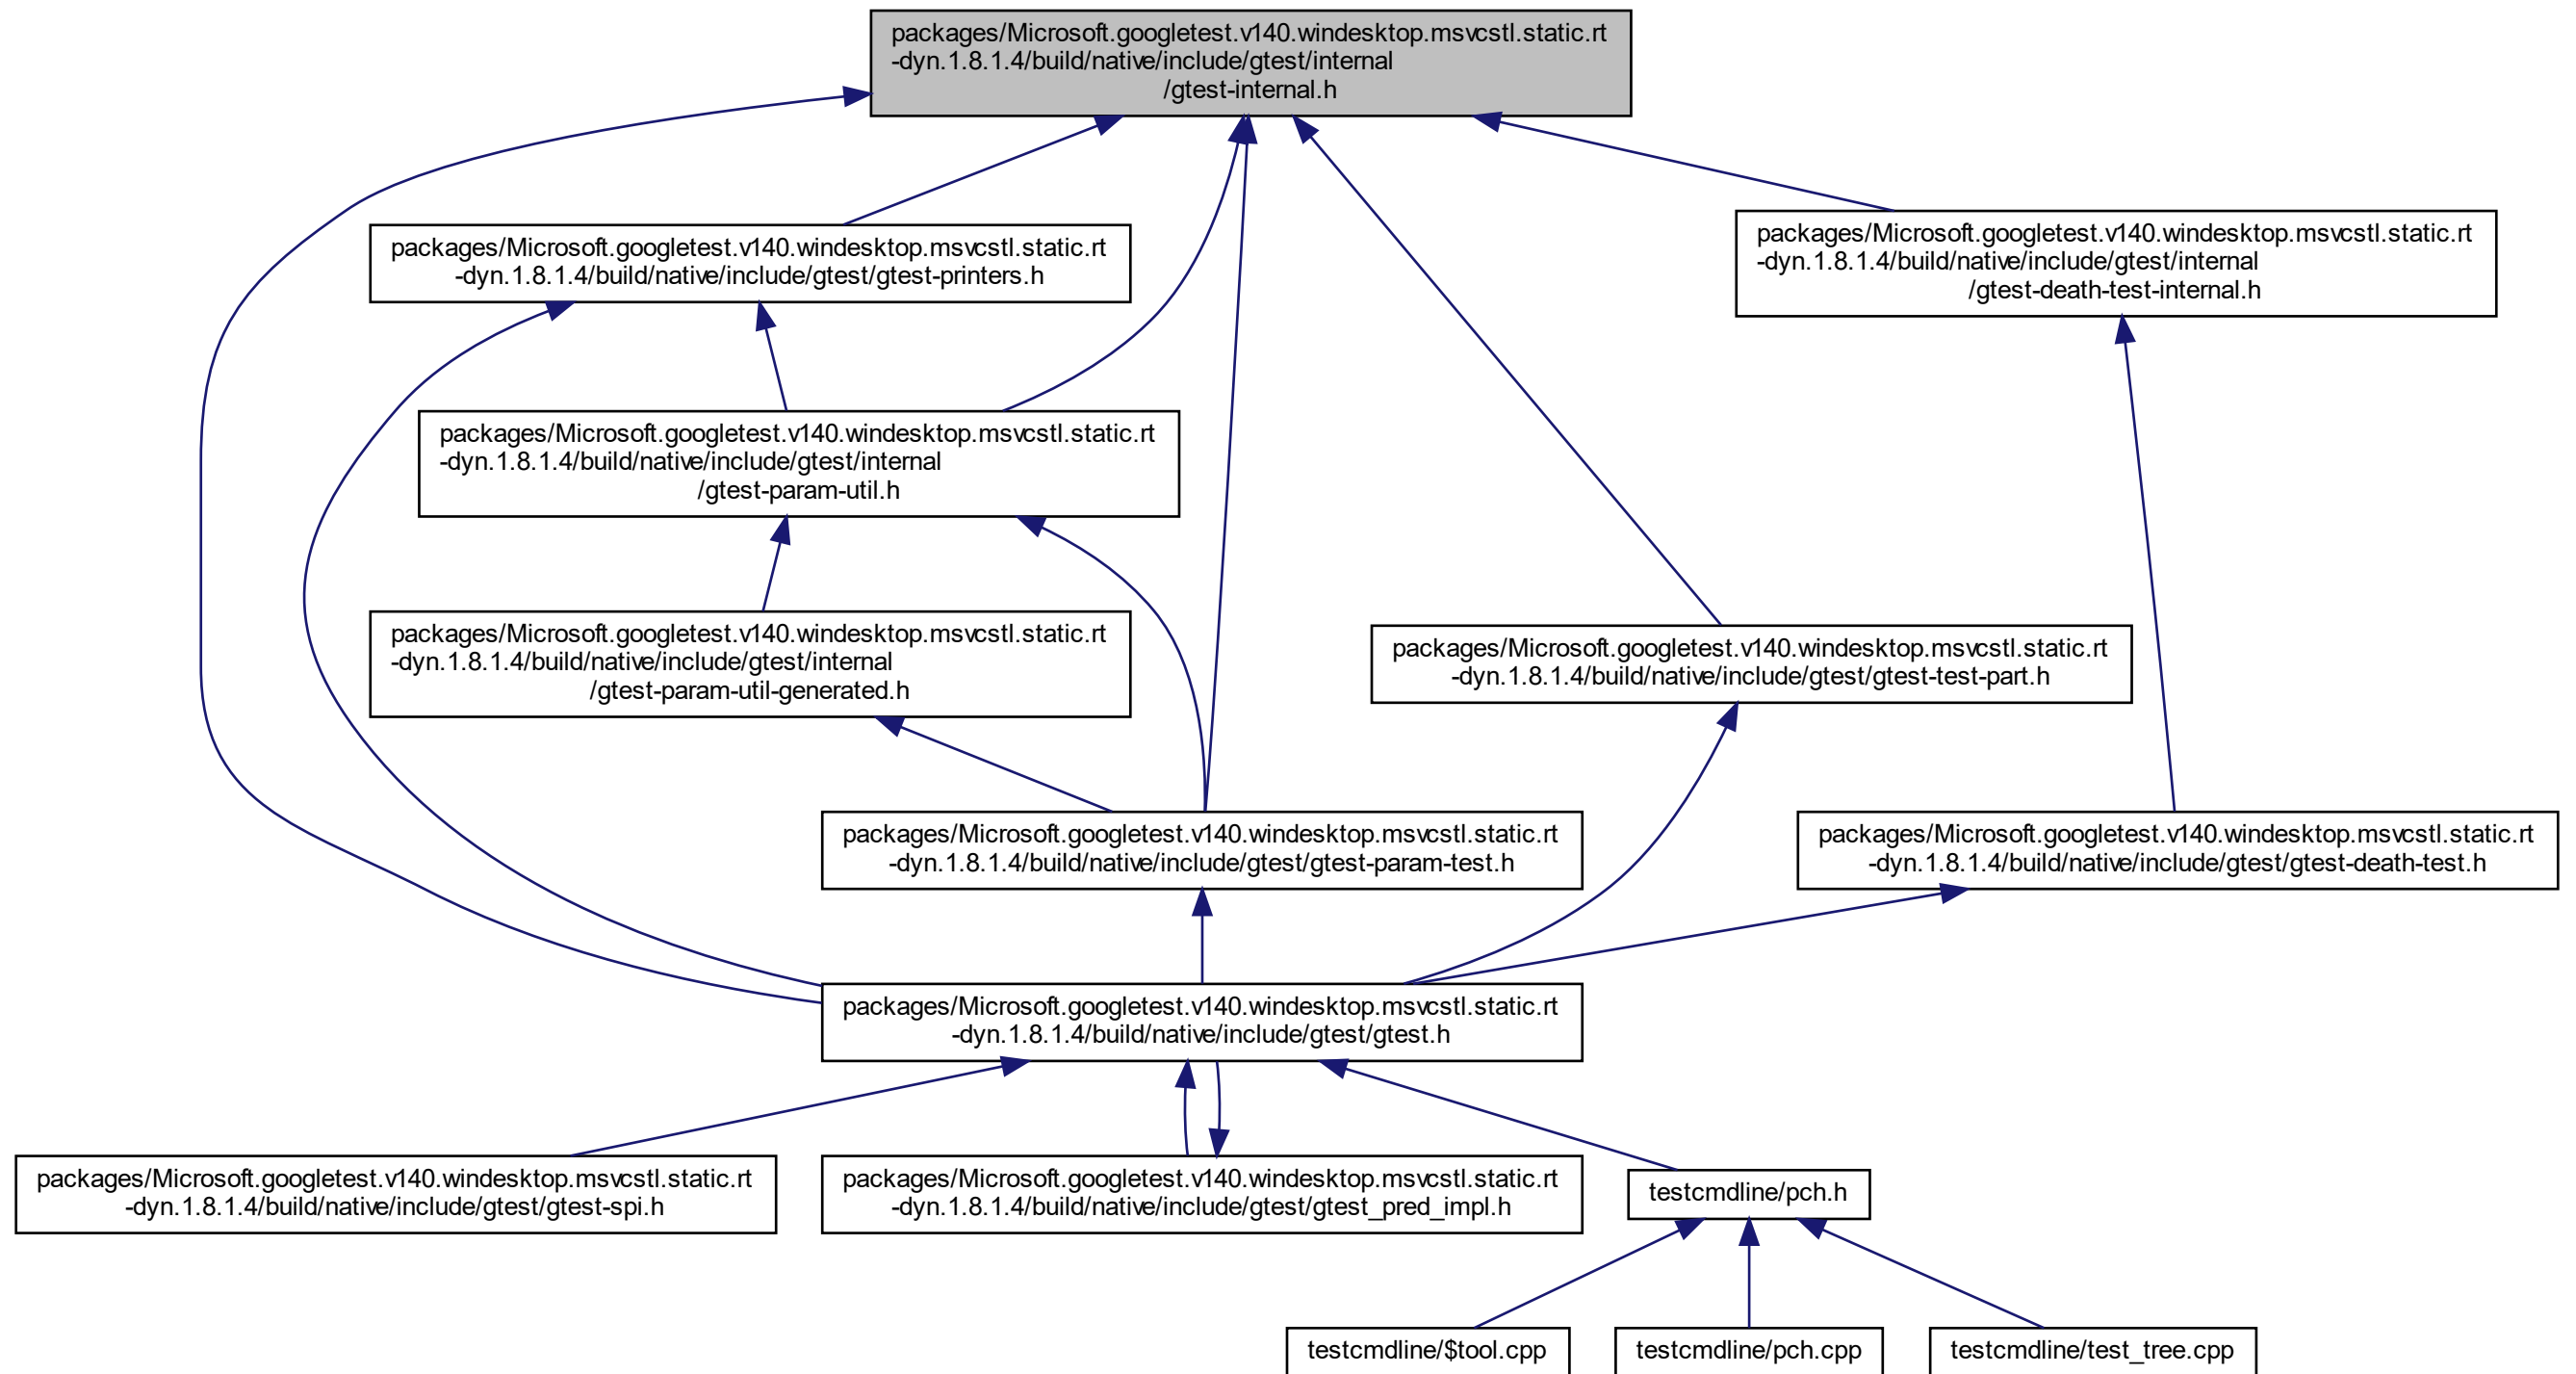 packages/Microsoft.googletest.v140.windesktop.msvcstl.static.rt
-dyn.1.8.1.4/build/native/include/gtest/internal
/gtest-internal.h
packages/Microsoft.googletest.v140.windesktop.msvcstl.static.rt
-dyn.1.8.1.4/build/native/include/gtest/gtest-printers.h
packages/Microsoft.googletest.v140.windesktop.msvcstl.static.rt
-dyn.1.8.1.4/build/native/include/gtest/internal
/gtest-death-test-internal.h
packages/Microsoft.googletest.v140.windesktop.msvcstl.static.rt
-dyn.1.8.1.4/build/native/include/gtest/internal
/gtest-param-util.h
packages/Microsoft.googletest.v140.windesktop.msvcstl.static.rt
-dyn.1.8.1.4/build/native/include/gtest/internal
/gtest-param-util-generated.h
packages/Microsoft.googletest.v140.windesktop.msvcstl.static.rt
-dyn.1.8.1.4/build/native/include/gtest/gtest-test-part.h
packages/Microsoft.googletest.v140.windesktop.msvcstl.static.rt
-dyn.1.8.1.4/build/native/include/gtest/gtest-param-test.h
packages/Microsoft.googletest.v140.windesktop.msvcstl.static.rt
-dyn.1.8.1.4/build/native/include/gtest/gtest-death-test.h
packages/Microsoft.googletest.v140.windesktop.msvcstl.static.rt
-dyn.1.8.1.4/build/native/include/gtest/gtest.h
packages/Microsoft.googletest.v140.windesktop.msvcstl.static.rt
-dyn.1.8.1.4/build/native/include/gtest/gtest-spi.h
packages/Microsoft.googletest.v140.windesktop.msvcstl.static.rt
-dyn.1.8.1.4/build/native/include/gtest/gtest_pred_impl.h
testcmdline/pch.h
testcmdline/$tool.cpp
testcmdline/pch.cpp
testcmdline/test_tree.cpp